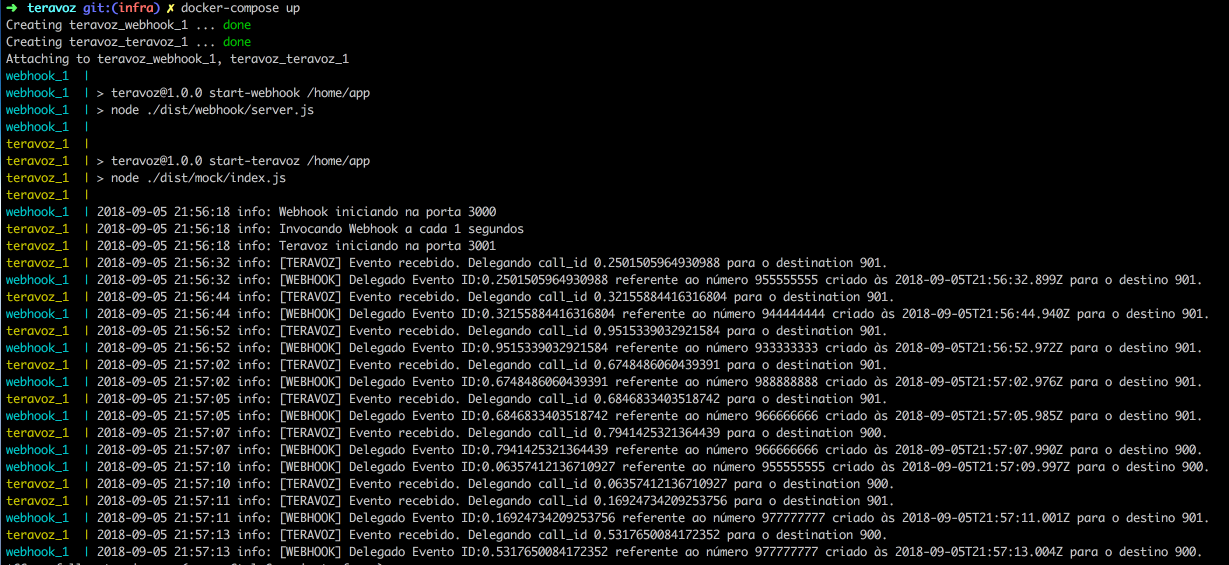 ➜ teravoz git:(infra) ✗ docker-compose up
Creating teravoz_webhook_1 ... done
Creating teravoz_teravoz_1 ... done
Attaching to teravoz_webhook_1, teravoz_teravoz_1
webhook_1 |
webhook_1 | > teravoz@1.0.0 start-webhook /home/app
webhook_1 | > node ./dist/webhook/server.js
webhook_1 |
teravoz_1 |
teravoz_1 | > teravoz@1.0.0 start-teravoz /home/app
teravoz_1 | > node ./dist/mock/index.js
teravoz_1 |
webhook_1 | 2018-09-05 21:56:18 info: Webhook iniciando na porta 3000
teravoz_1 | 2018-09-05 21:56:18 info: Invocando Webhook a cada 1 segundos
teravoz_1 | 2018-09-05 21:56:18 info: Teravoz iniciando na porta 3001
teravoz_1 | 2018-09-05 21:56:32 info: [TERAVOZ] Evento recebido. Delegando call_id 0.2501505964930988 para o destination 901.
webhook_1 | 2018-09-05 21:56:32 info: [WEBHOOK] Delegado Evento ID:0.2501505964930988 referente ao número 955555555 criado às 2018-09-05T21:56:32.899Z para o destino 901.
teravoz_1 | 2018-09-05 21:56:44 info: [TERAVOZ] Evento recebido. Delegando call_id 0.32155884416316804 para o destination 901.
webhook_1 | 2018-09-05 21:56:44 info: [WEBHOOK] Delegado Evento ID:0.32155884416316804 referente ao número 944444444 criado às 2018-09-05T21:56:44.940Z para o destino 901.
teravoz_1 | 2018-09-05 21:56:52 info: [TERAVOZ] Evento recebido. Delegando call_id 0.9515339032921584 para o destination 901.
webhook_1 | 2018-09-05 21:56:52 info: [WEBHOOK] Delegado Evento ID:0.9515339032921584 referente ao número 933333333 criado às 2018-09-05T21:56:52.972Z para o destino 901.
teravoz_1 | 2018-09-05 21:57:02 info: [TERAVOZ] Evento recebido. Delegando call_id 0.6748486060439391 para o destination 901.
webhook_1 | 2018-09-05 21:57:02 info: [WEBHOOK] Delegado Evento ID:0.6748486060439391 referente ao número 988888888 criado às 2018-09-05T21:57:02.976Z para o destino 901.
teravoz_1 | 2018-09-05 21:57:05 info: [TERAVOZ] Evento recebido. Delegando call_id 0.6846833403518742 para o destination 901.
webhook_1 | 2018-09-05 21:57:05 info: [WEBHOOK] Delegado Evento ID:0.6846833403518742 referente ao número 966666666 criado às 2018-09-05T21:57:05.985Z para o destino 901.
teravoz_1 | 2018-09-05 21:57:07 info: [TERAVOZ] Evento recebido. Delegando call_id 0.7941425321364439 para o destination 900.
webhook_1 | 2018-09-05 21:57:07 info: [WEBHOOK] Delegado Evento ID:0.7941425321364439 referente ao número 966666666 criado às 2018-09-05T21:57:07.990Z para o destino 900.
webhook_1 | 2018-09-05 21:57:10 info: [WEBHOOK] Delegado Evento ID:0.06357412136710927 referente ao número 955555555 criado às 2018-09-05T21:57:09.997Z para o destino 900.
teravoz_1 | 2018-09-05 21:57:10 info: [TERAVOZ] Evento recebido. Delegando call_id 0.06357412136710927 para o destination 900.
teravoz_1 | 2018-09-05 21:57:11 info: [TERAVOZ] Evento recebido. Delegando call_id 0.16924734209253756 para o destination 901.
webhook_1 | 2018-09-05 21:57:11 info: [WEBHOOK] Delegado Evento ID:0.16924734209253756 referente ao número 977777777 criado às 2018-09-05T21:57:11.001Z para o destino 901.
teravoz_1 | 2018-09-05 21:57:13 info: [TERAVOZ] Evento recebido. Delegando call_id 0.5317650084172352 para o destination 900.
webhook_1 | 2018-09-05 21:57:13 info: [WEBHOOK] Delegado Evento ID:0.5317650084172352 referente ao número 977777777 criado às 2018-09-05T21:57:13.004Z para o destino 900.